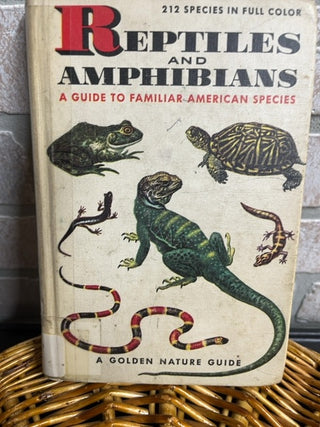 212 SPECIES IN FULL COLOR
REPTILES
AND
AMPHIBIANS
A GUIDE TO FAMILIAR AMERICAN SPECIES
A GOLDEN NATURE GUIDE